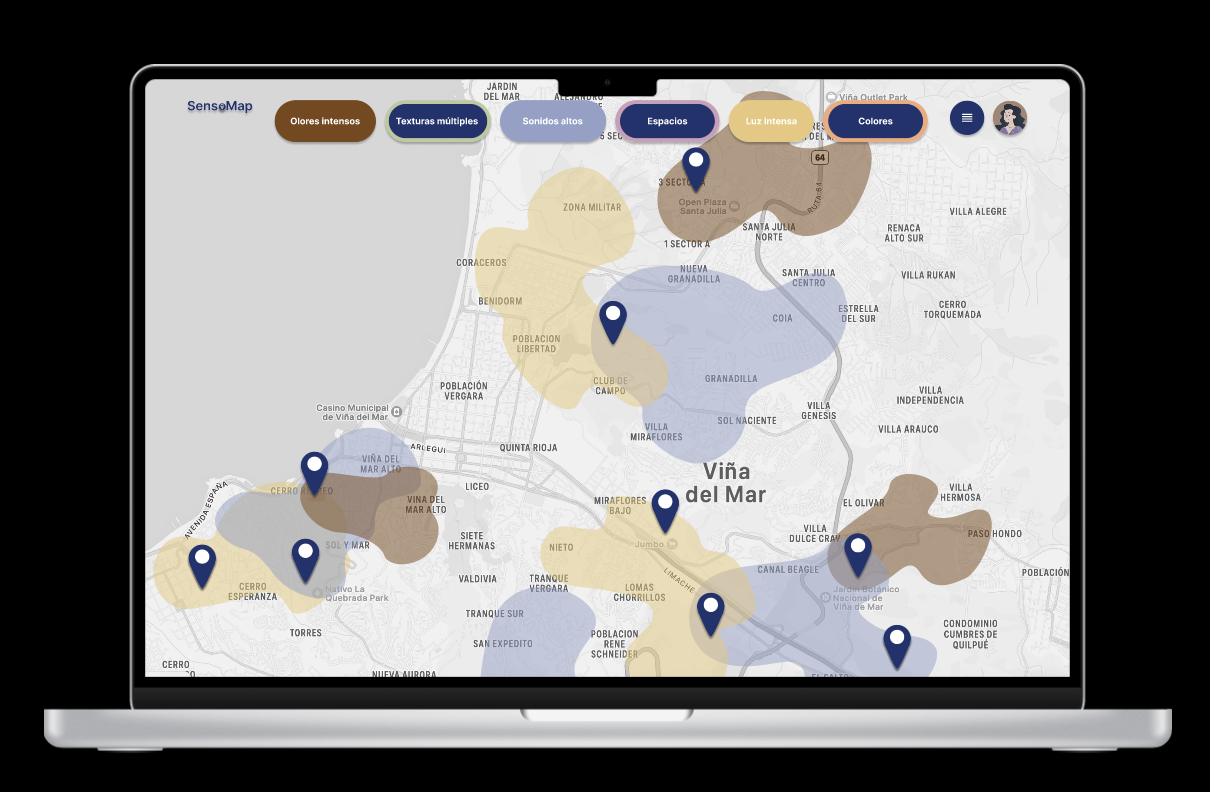 SensoMap
Olores intensos
Texturas múltiples
Sonidos altos
Espacios
Luz intensa
Colores
JARDIN
DEL MAR
Viña Outlet Park
64
3 SECTOR A
Open Plaza
Santa Julia
RUTA 64
ZONA MILITAR
VILLA ALEGRE
SANTA JULIA
NORTE
RENACA
ALTO SUR
1 SECTOR A
CORACEROS
NUEVA
GRANADILLA
SANTA JULIA
CENTRO
VILLA RUKAN
BENIDORM
ESTRELLA
DEL SUR
CERRO
TORQUEMADA
COIA
POBLACION
LIBERTAD
GRANADILLA
CLUB DE
CAMPO
POBLACIÓN
VERGARA
VILLA
INDEPENDENCIA
Casino Municipal
de Viña del Mar
VILLA
GENESIS
SOL NACIENTE
VILLA
MIRAFLORES
VILLA ARAUCO
ARLEGUI
QUINTA RIOJA
VIÑA DEL
MAR ALTO
Viña
del Mar
LICEO
AVENIDA ESPAÑA
VINA DEL
MAR ALTO
MIRAFLORES
BAJO
EL OLIVAR
VILLA
HERMOSA
SIETE
HERMANAS
VILLA
PASO HONDO
SOL Y MAR
NIETO
Jumbo
CANAL BEAGLE
POBLACIÓN
VALDIVIA
TRANQUE
VERGARA
LIMACHE
CERRO
ESPERANZA
Nativo La
Quebrada Park
LOMAS
CHORRILLOS
Jardín Botánico
Nacional de
Viña de Mar
TRANQUE SUR
TORRES
SAN EXPEDITO
POBLACION
RENE
SCHNEIDER
CONDOMINIO
CUMBRES DE
QUILPUÉ
CERRO
NUEVA AURORA
EL SALTO